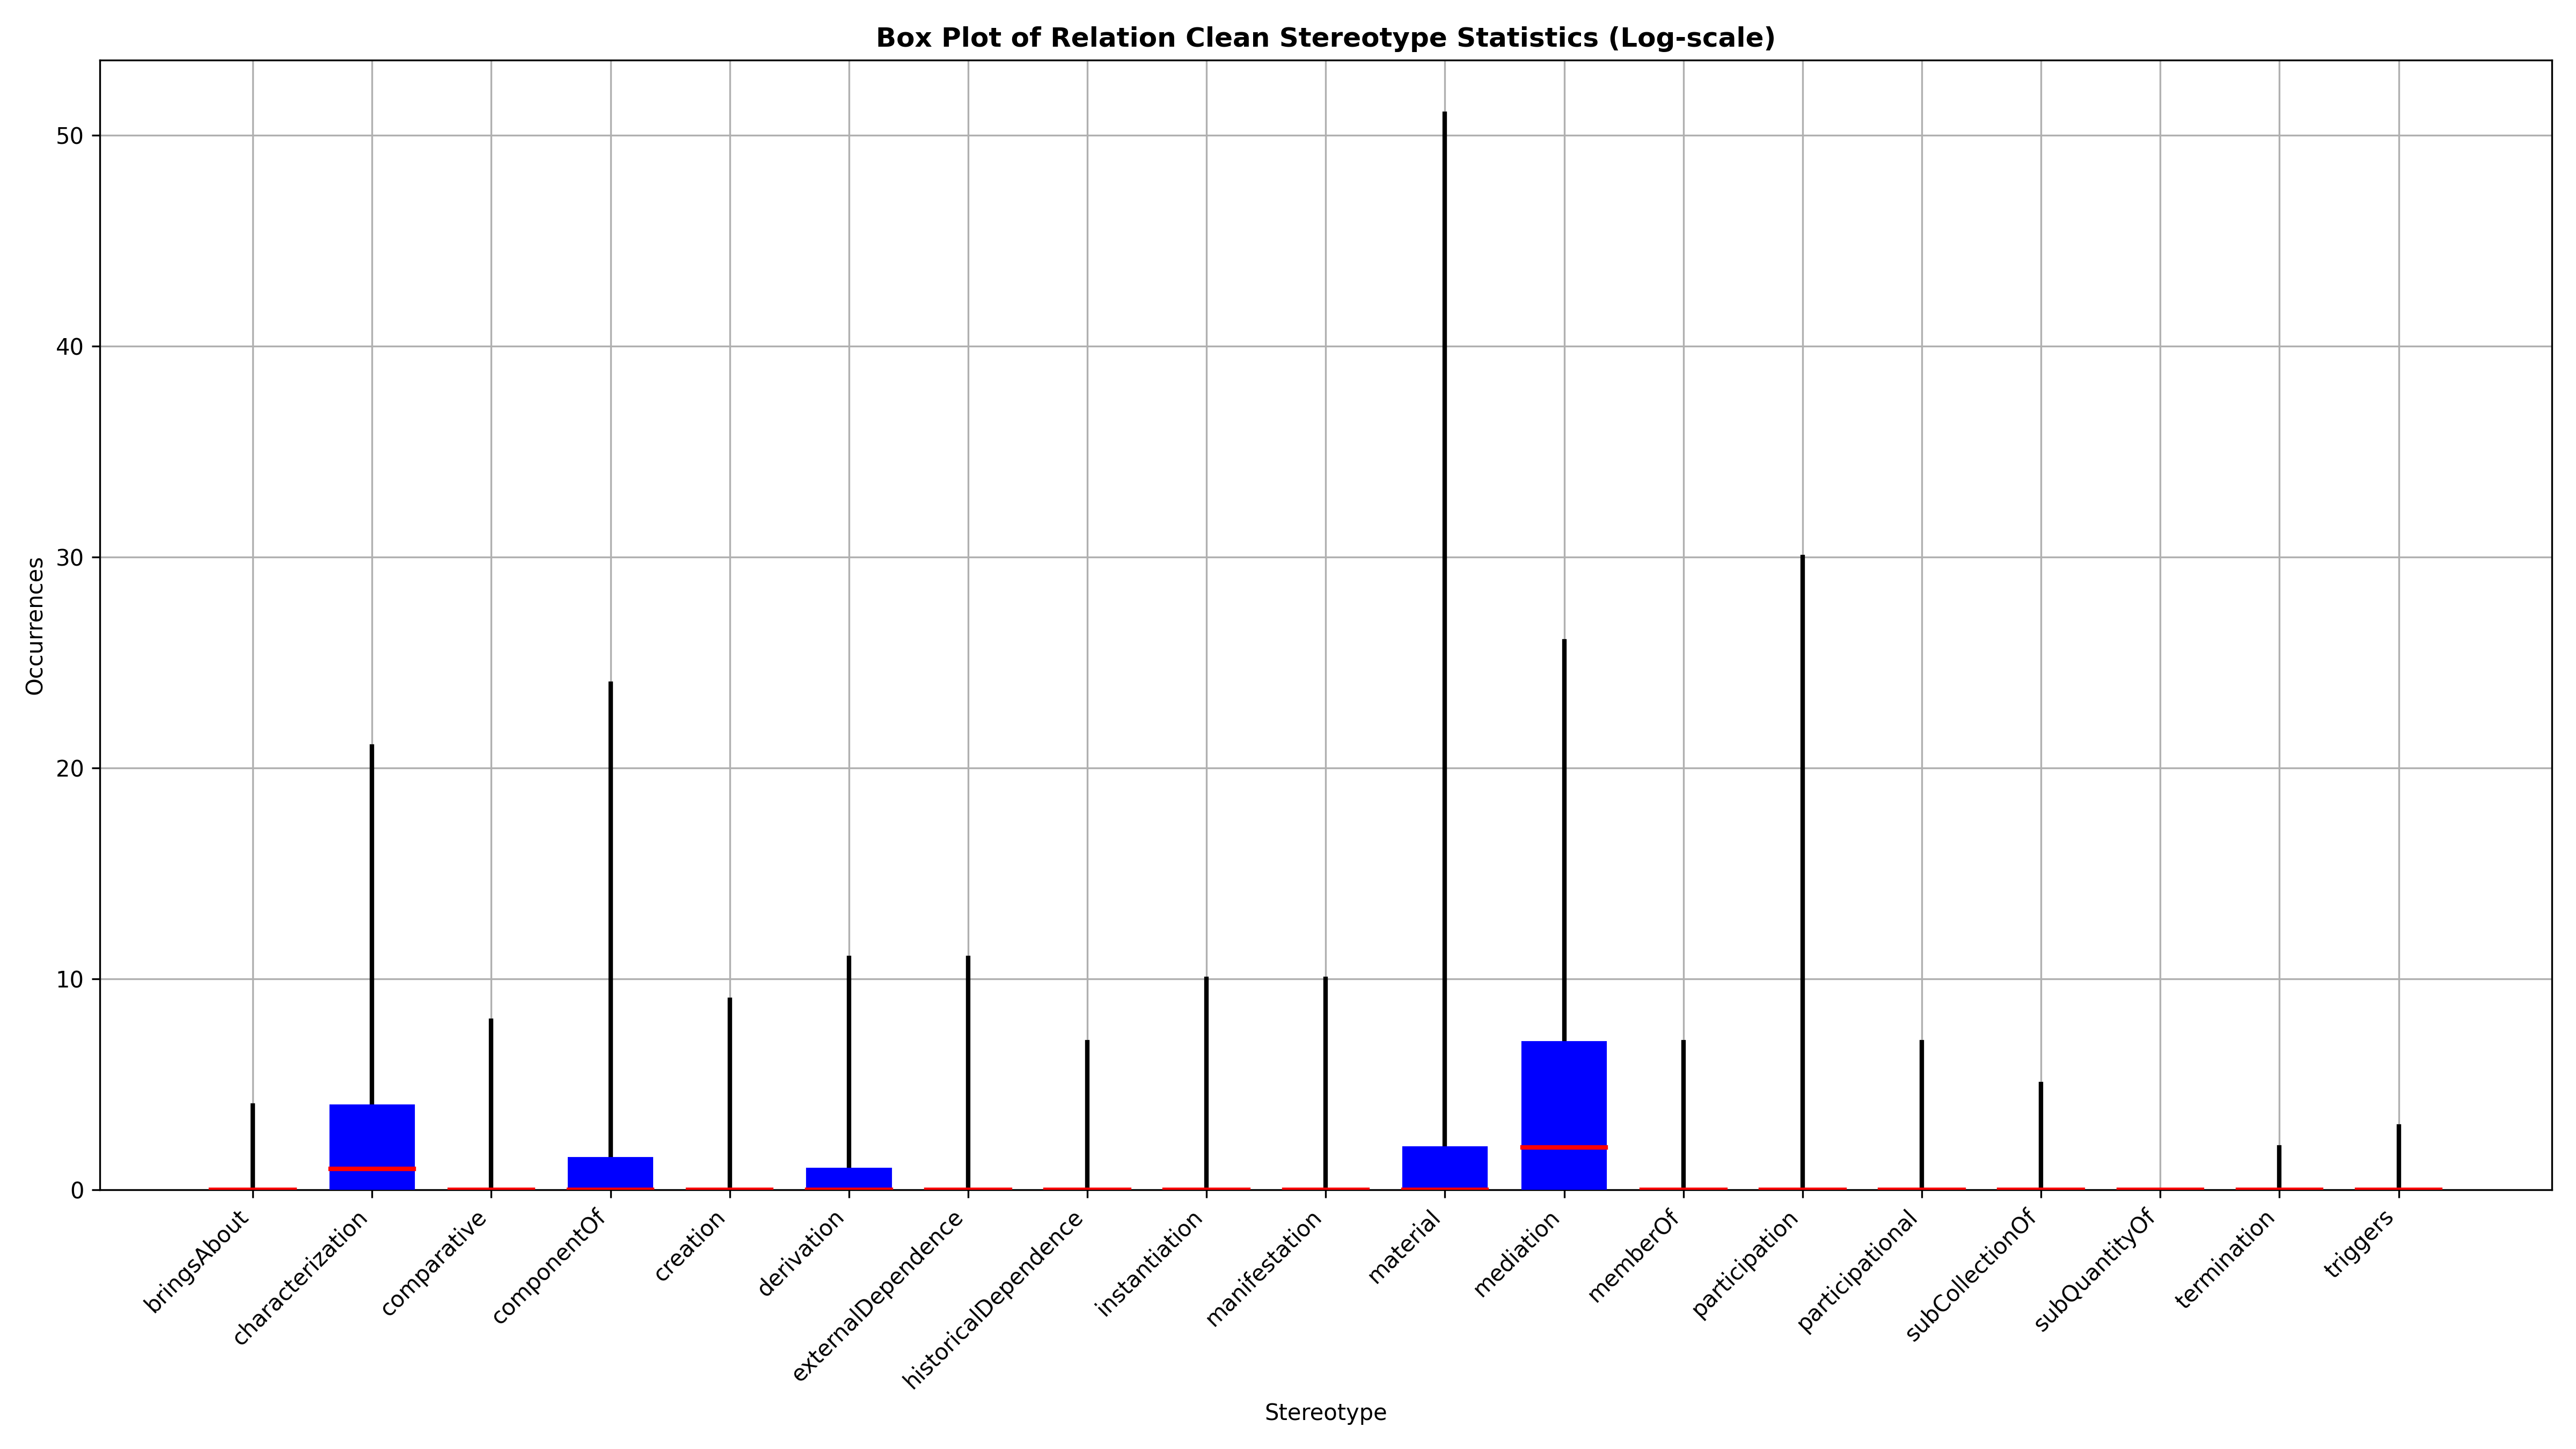 Box Plot of Relation Clean Stereotype Statistics (Log-scale)
Occurrences
50
40
30
20
10
0
bringsAbout
characterization
comparative
componentOf
creation
derivation
externalDependence
historicalDependence
instantiation
manifestation
material
mediation
memberOf
participation
participational
subCollectionOf
subQuantityOf
termination
triggers
Stereotype